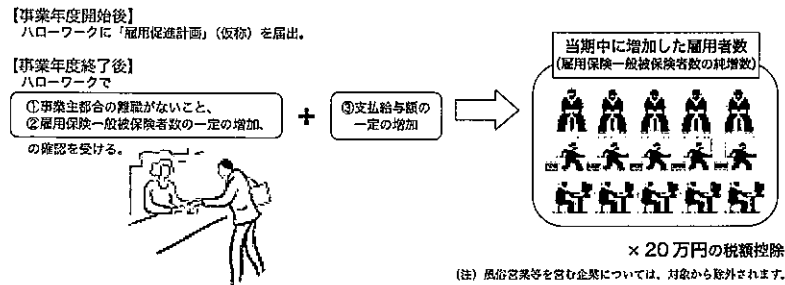 【事業年度開始後】
ハローワークに「雇用促進計画」(仮称)を届出。
【事業年度終了後】
ハローワークで
①事業主都合の離職がないこと、
②雇用保険一般被保険者数の一定の増加、
の確認を受ける。
+
③支払給与額の
一定の増加
当期中に増加した雇用者数
(雇用保険一般被保険者数の純増数)
×20万円の税額控除
(注) 風俗営業等を営む企業については、対象から除外されます。